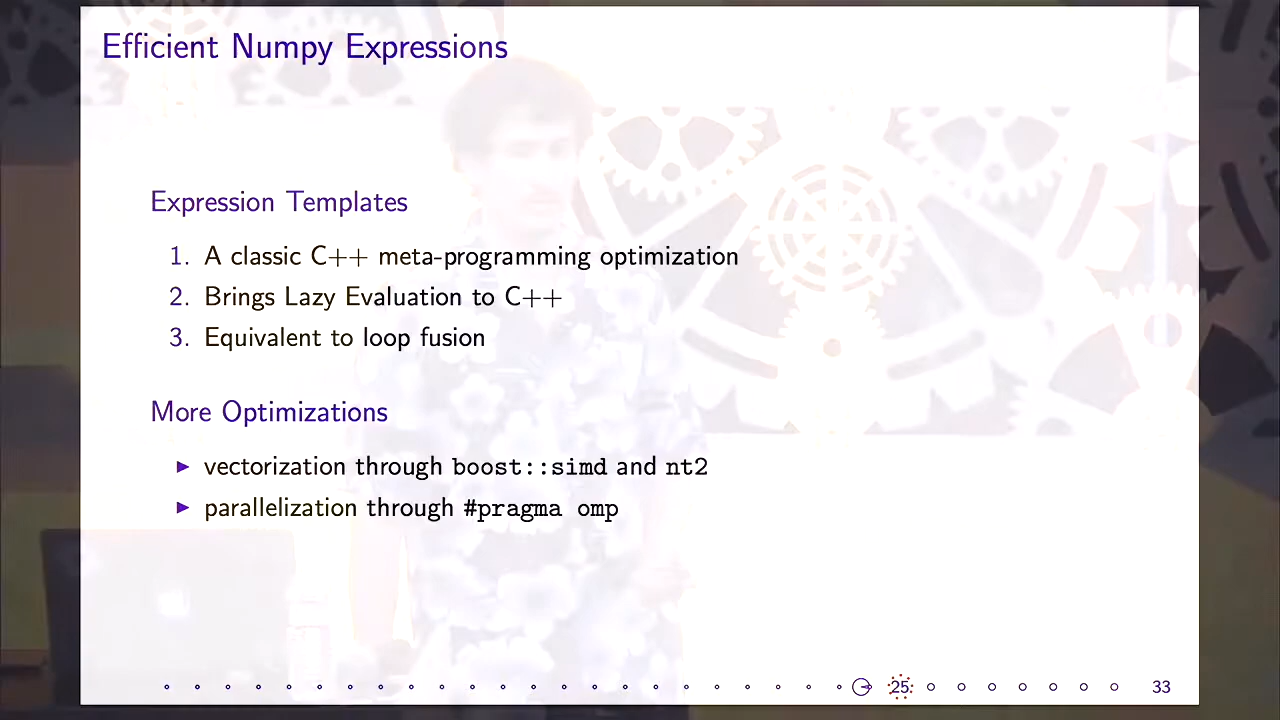 Efficient Numpy Expressions
Expression Templates
1. A classic C++ meta-programming optimization
2. Brings Lazy Evaluation to C++
3. Equivalent to loop fusion
More Optimizations
▶ vectorization through boost::simd and nt2
▶ parallelization through #pragma omp
25 33